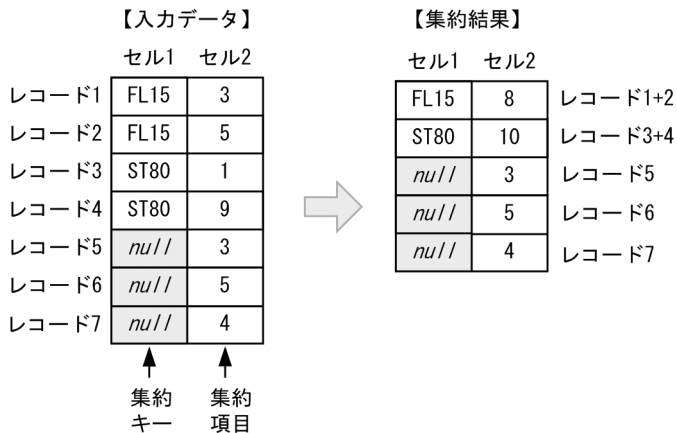 【入力データ】
セル1 セル2
レコード1 FL15 3
レコード2 FL15 5
レコード3 ST80 1
レコード4 ST80 9
レコード5 null 3
レコード6 null 5
レコード7 null 4
集約 集約
キー 項目
【集約結果】
セル1 セル2
FL15 8 レコード1+2
ST80 10 レコード3+4
null 3 レコード5
null 5 レコード6
null 4 レコード7